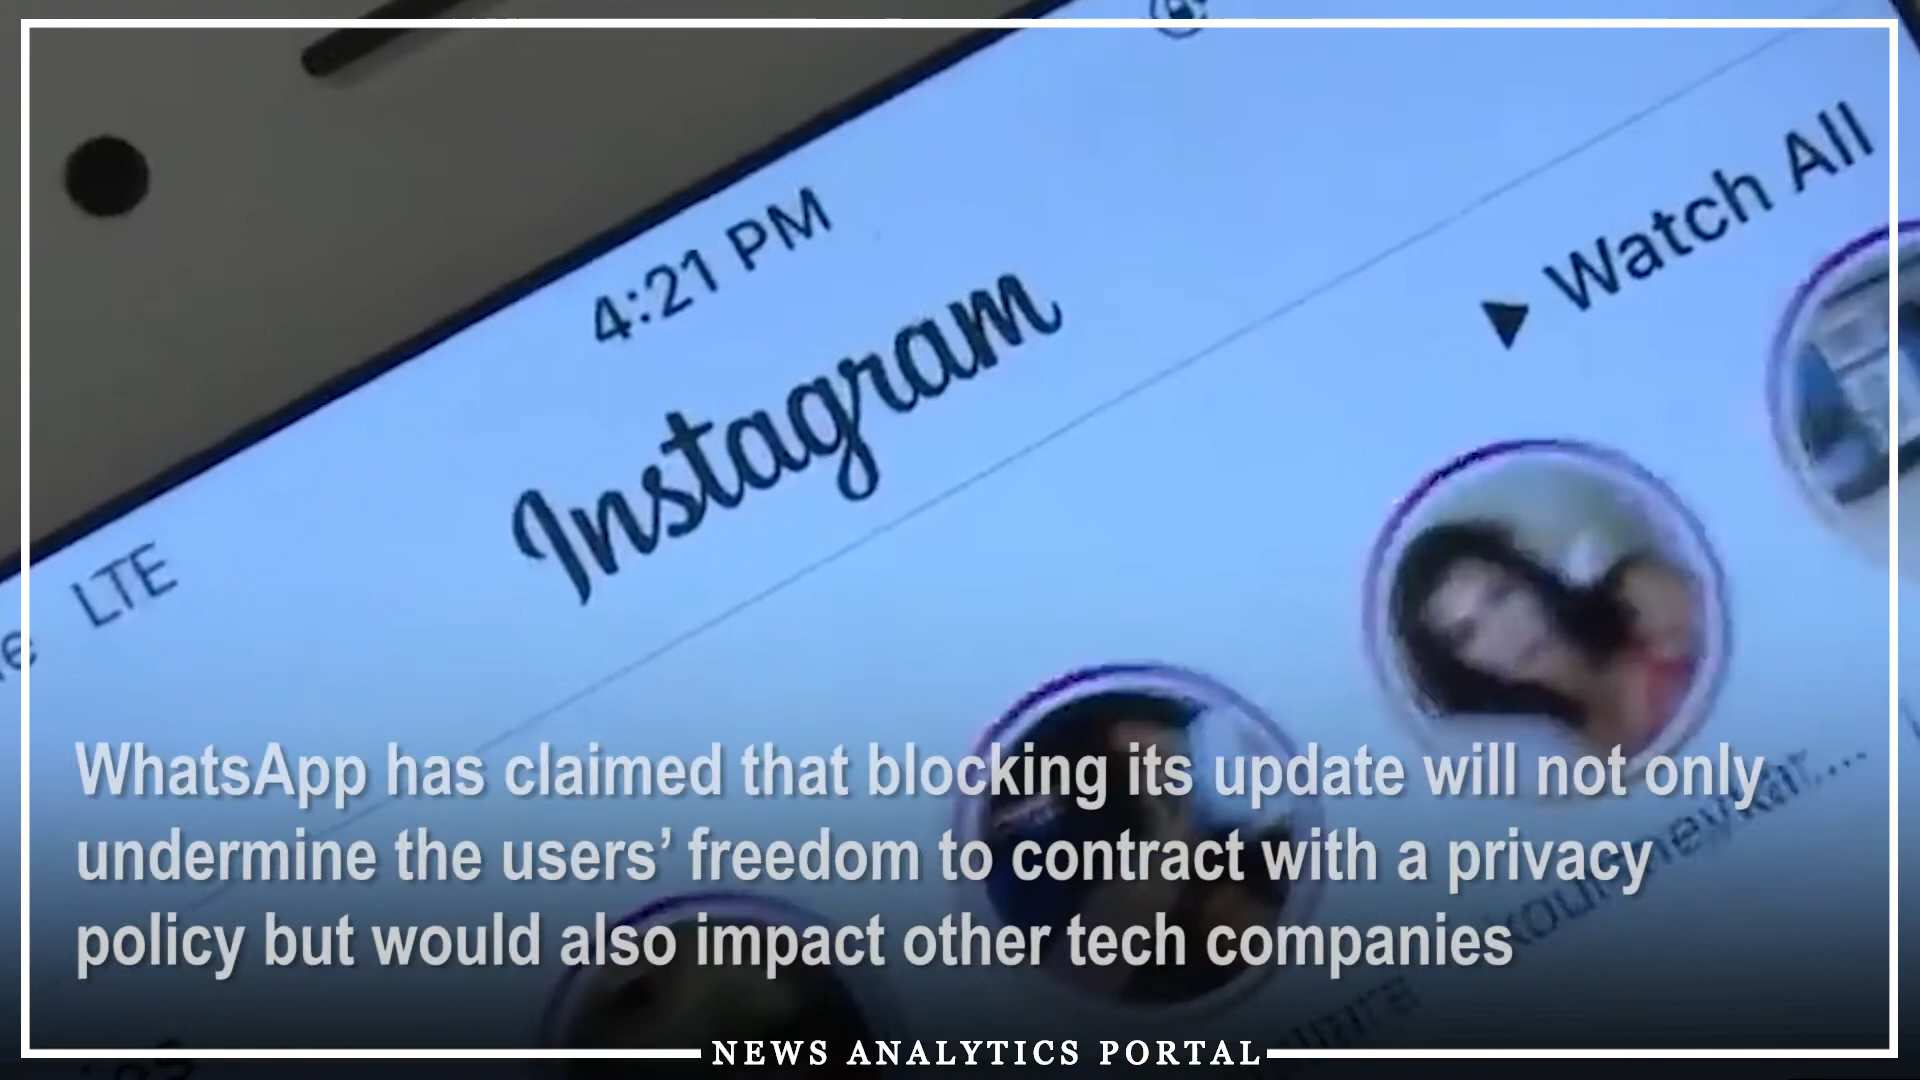 4:21 PM
Instagram
LTE
Watch All
WhatsApp has claimed that blocking its update will not only
undermine the users’ freedom to contract with a privacy
policy but would also impact other tech companies
NEWS ANALYTICS PORTAL